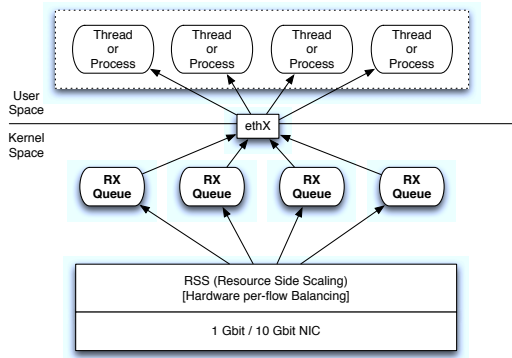 Thread
or
Process
Thread
or
Process
Thread
or
Process
Thread
or
Process
User
Space
ethX
Kernel
Space
RX
Queue
RX
Queue
RX
Queue
RX
Queue
RSS (Resource Side Scaling)
[Hardware per-flow Balancing]
1 Gbit / 10 Gbit NIC